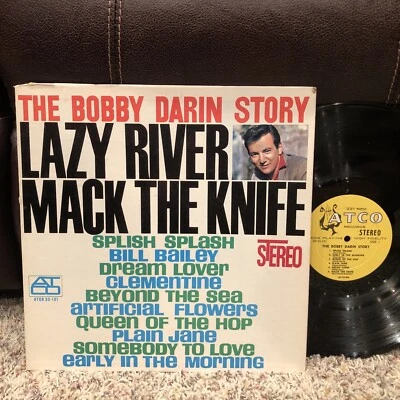 THE BOBBY DARIN STORY
LAZY RIVER
MACK THE KNIFE
SPLISH SPLASH
STEREO
BILL BAILEY
Dream Lover
CLEMENTINE
Beyond the Sea
artificial Flowers
Queen of the Hop
Plain Jane
Somebody to Love
early in the Morning
ATCO
STEREO
THE BOBBY DARIN STORY